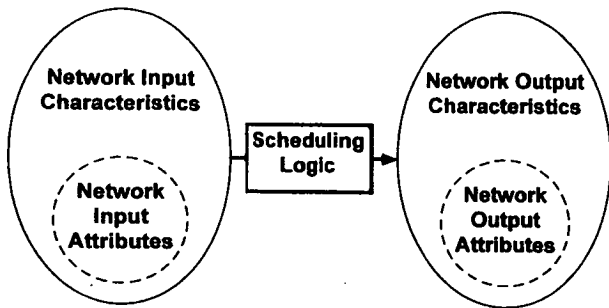 Network Input
Characteristics
Network
Input
Attributes
Scheduling
Logic
Network Output
Characteristics
Network
Output
Attributes